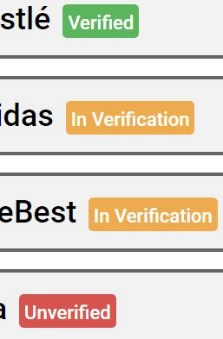 stlé Verified
idas In Verification
eBest In Verification
a Unverified